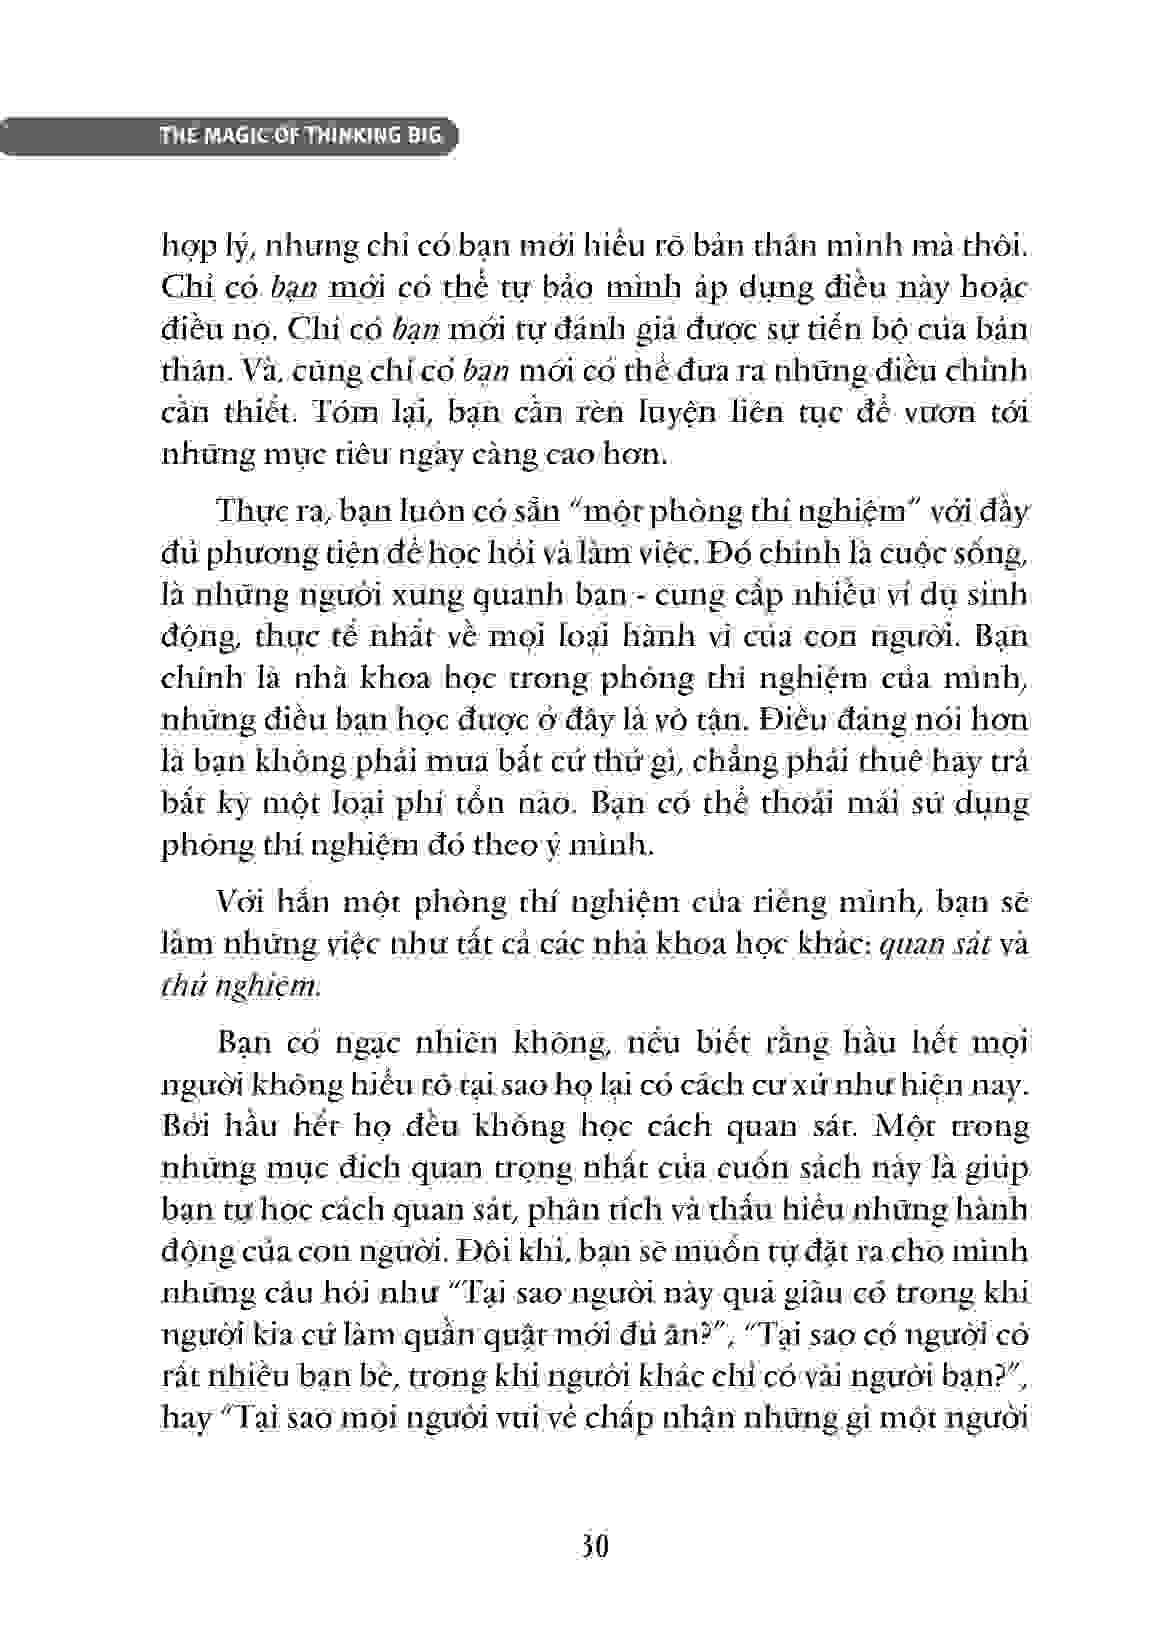 THE MAGIC OF THINKING BIG
hợp lý, nhưng chỉ có bạn mới hiểu rõ bản thân mình mà thôi.
Chỉ có bạn mới có thể tự bảo mình áp dụng điều này hoặc
điều nọ. Chỉ có bạn mới tự đánh giá được sự tiến bộ của bản
thân. Và, cũng chỉ có bạn mới có thể đưa ra những điều chỉnh
cần thiết. Tóm lại, bạn cần rèn luyện liên tục để vươn tới
những mục tiêu ngày càng cao hơn.
Thực ra, bạn luôn có sẵn “một phòng thí nghiệm” với đầy
đủ phương tiện để học hỏi và làm việc. Đó chính là cuộc sống,
là những người xung quanh bạn - cung cấp nhiều ví dụ sinh
động, thực tế nhất về mọi loại hành vi của con người. Bạn
chính là nhà khoa học trong phòng thí nghiệm của mình,
những điều bạn học được ở đây là vô tận. Điều đáng nói hơn
là bạn không phải mua bất cứ thứ gì, chẳng phải thuê hay trả
bất kỳ một loại phí tổn nào. Bạn có thể thoải mái sử dụng
phòng thí nghiệm đó theo ý mình.
Với hẳn một phòng thí nghiệm của riêng mình, bạn sẽ
làm những việc như tất cả các nhà khoa học khác: quan sát và
thử nghiệm.
Bạn có ngạc nhiên không, nếu biết rằng hầu hết mọi
người không hiểu rõ tại sao họ lại có cách cư xử như hiện nay.
Bởi hầu hết họ đều không học cách quan sát. Một trong
những mục đích quan trọng nhất của cuốn sách này là giúp
bạn tự học cách quan sát, phân tích và thấu hiểu những hành
động của con người. Đôi khi, bạn sẽ muốn tự đặt ra cho mình
những câu hỏi như “Tại sao người này quá giàu có trong khi
người kia cứ làm quần quật mới đủ ăn?”, “Tại sao có người có
rất nhiều bạn bè, trong khi người khác chỉ có vài người bạn?”,
hay “Tại sao mọi người vui vẻ chấp nhận những gì một người
30